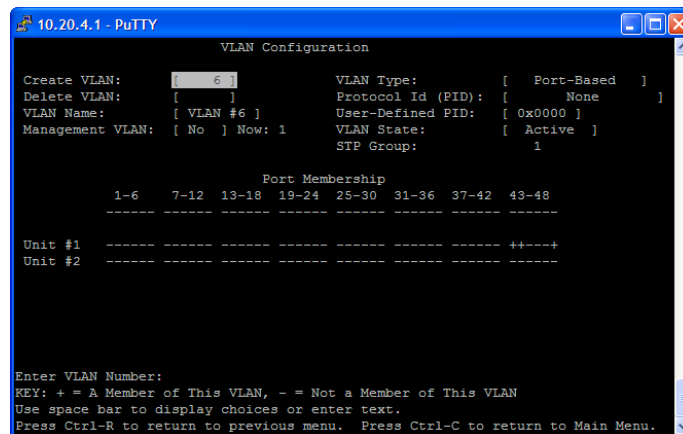 10.20.4.1 - PuTTY
VLAN Configuration
Create VLAN: [ 6 ] VLAN Type: [ Port-Based ]
Delete VLAN: [ ] Protocol Id (PID): [ None ]
VLAN Name: [ VLAN #6 ] User-Defined PID: [ 0x0000 ]
Management VLAN: [ No ] Now: 1 VLAN State: [ Active ]
STP Group: 1
Port Membership
1-6 7-12 13-18 19-24 25-30 31-36 37-42 43-48
------ ------ ------ ------ ------ ------ ------ ------
Unit #1 ------ ------ ------ ------ ------ ------ ------ ++---+
Unit #2 ------ ------ ------ ------ ------ ------ ------ ------
Enter VLAN Number:
KEY: + = A Member of This VLAN, - = Not a Member of This VLAN
Use space bar to display choices or enter text.
Press Ctrl-R to return to previous menu. Press Ctrl-C to return to Main Menu.